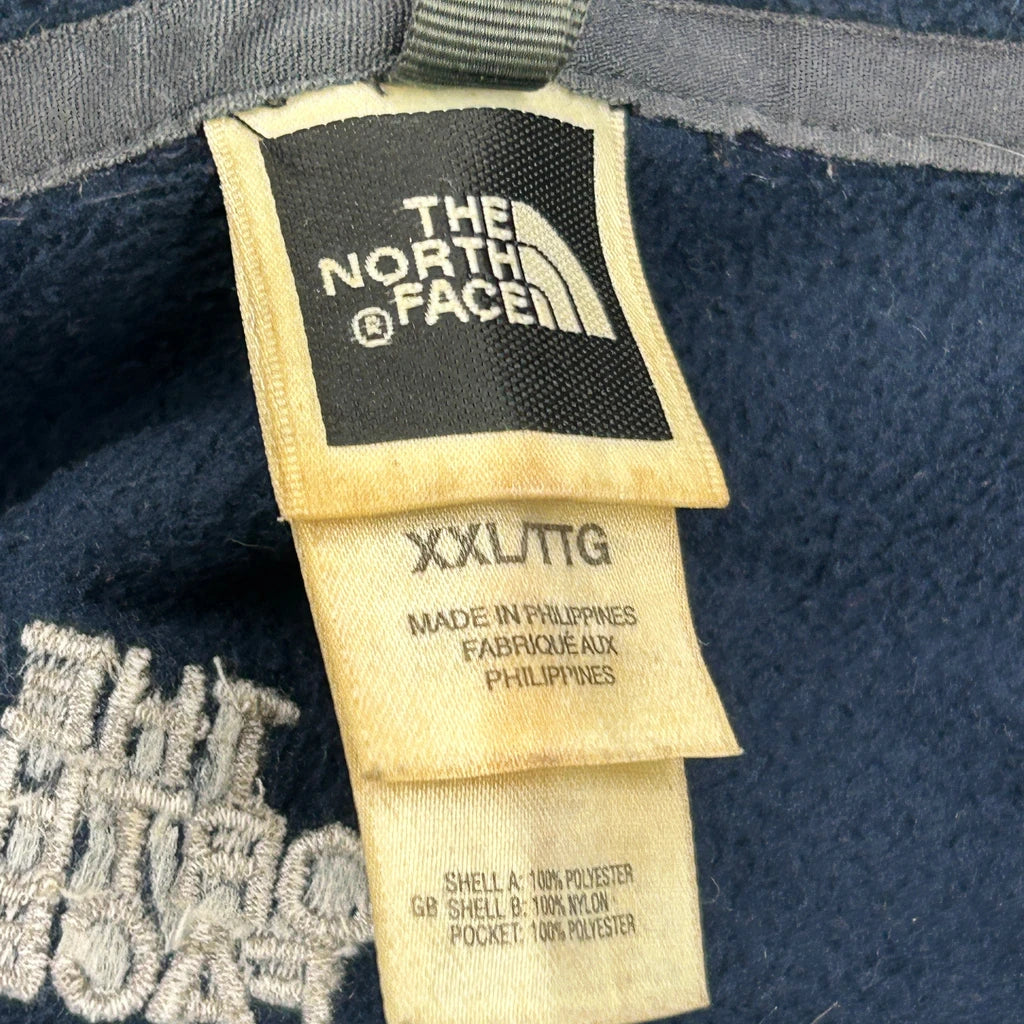 THE
NORTH
FACE
®
XXL/TTG
MADE IN PHILIPPINES
FABRIQUÉ AUX
PHILIPPINES
SHELL A: 100% POLYESTER
GB SHELL B: 100% NYLON
POCKET: 100% POLYESTER